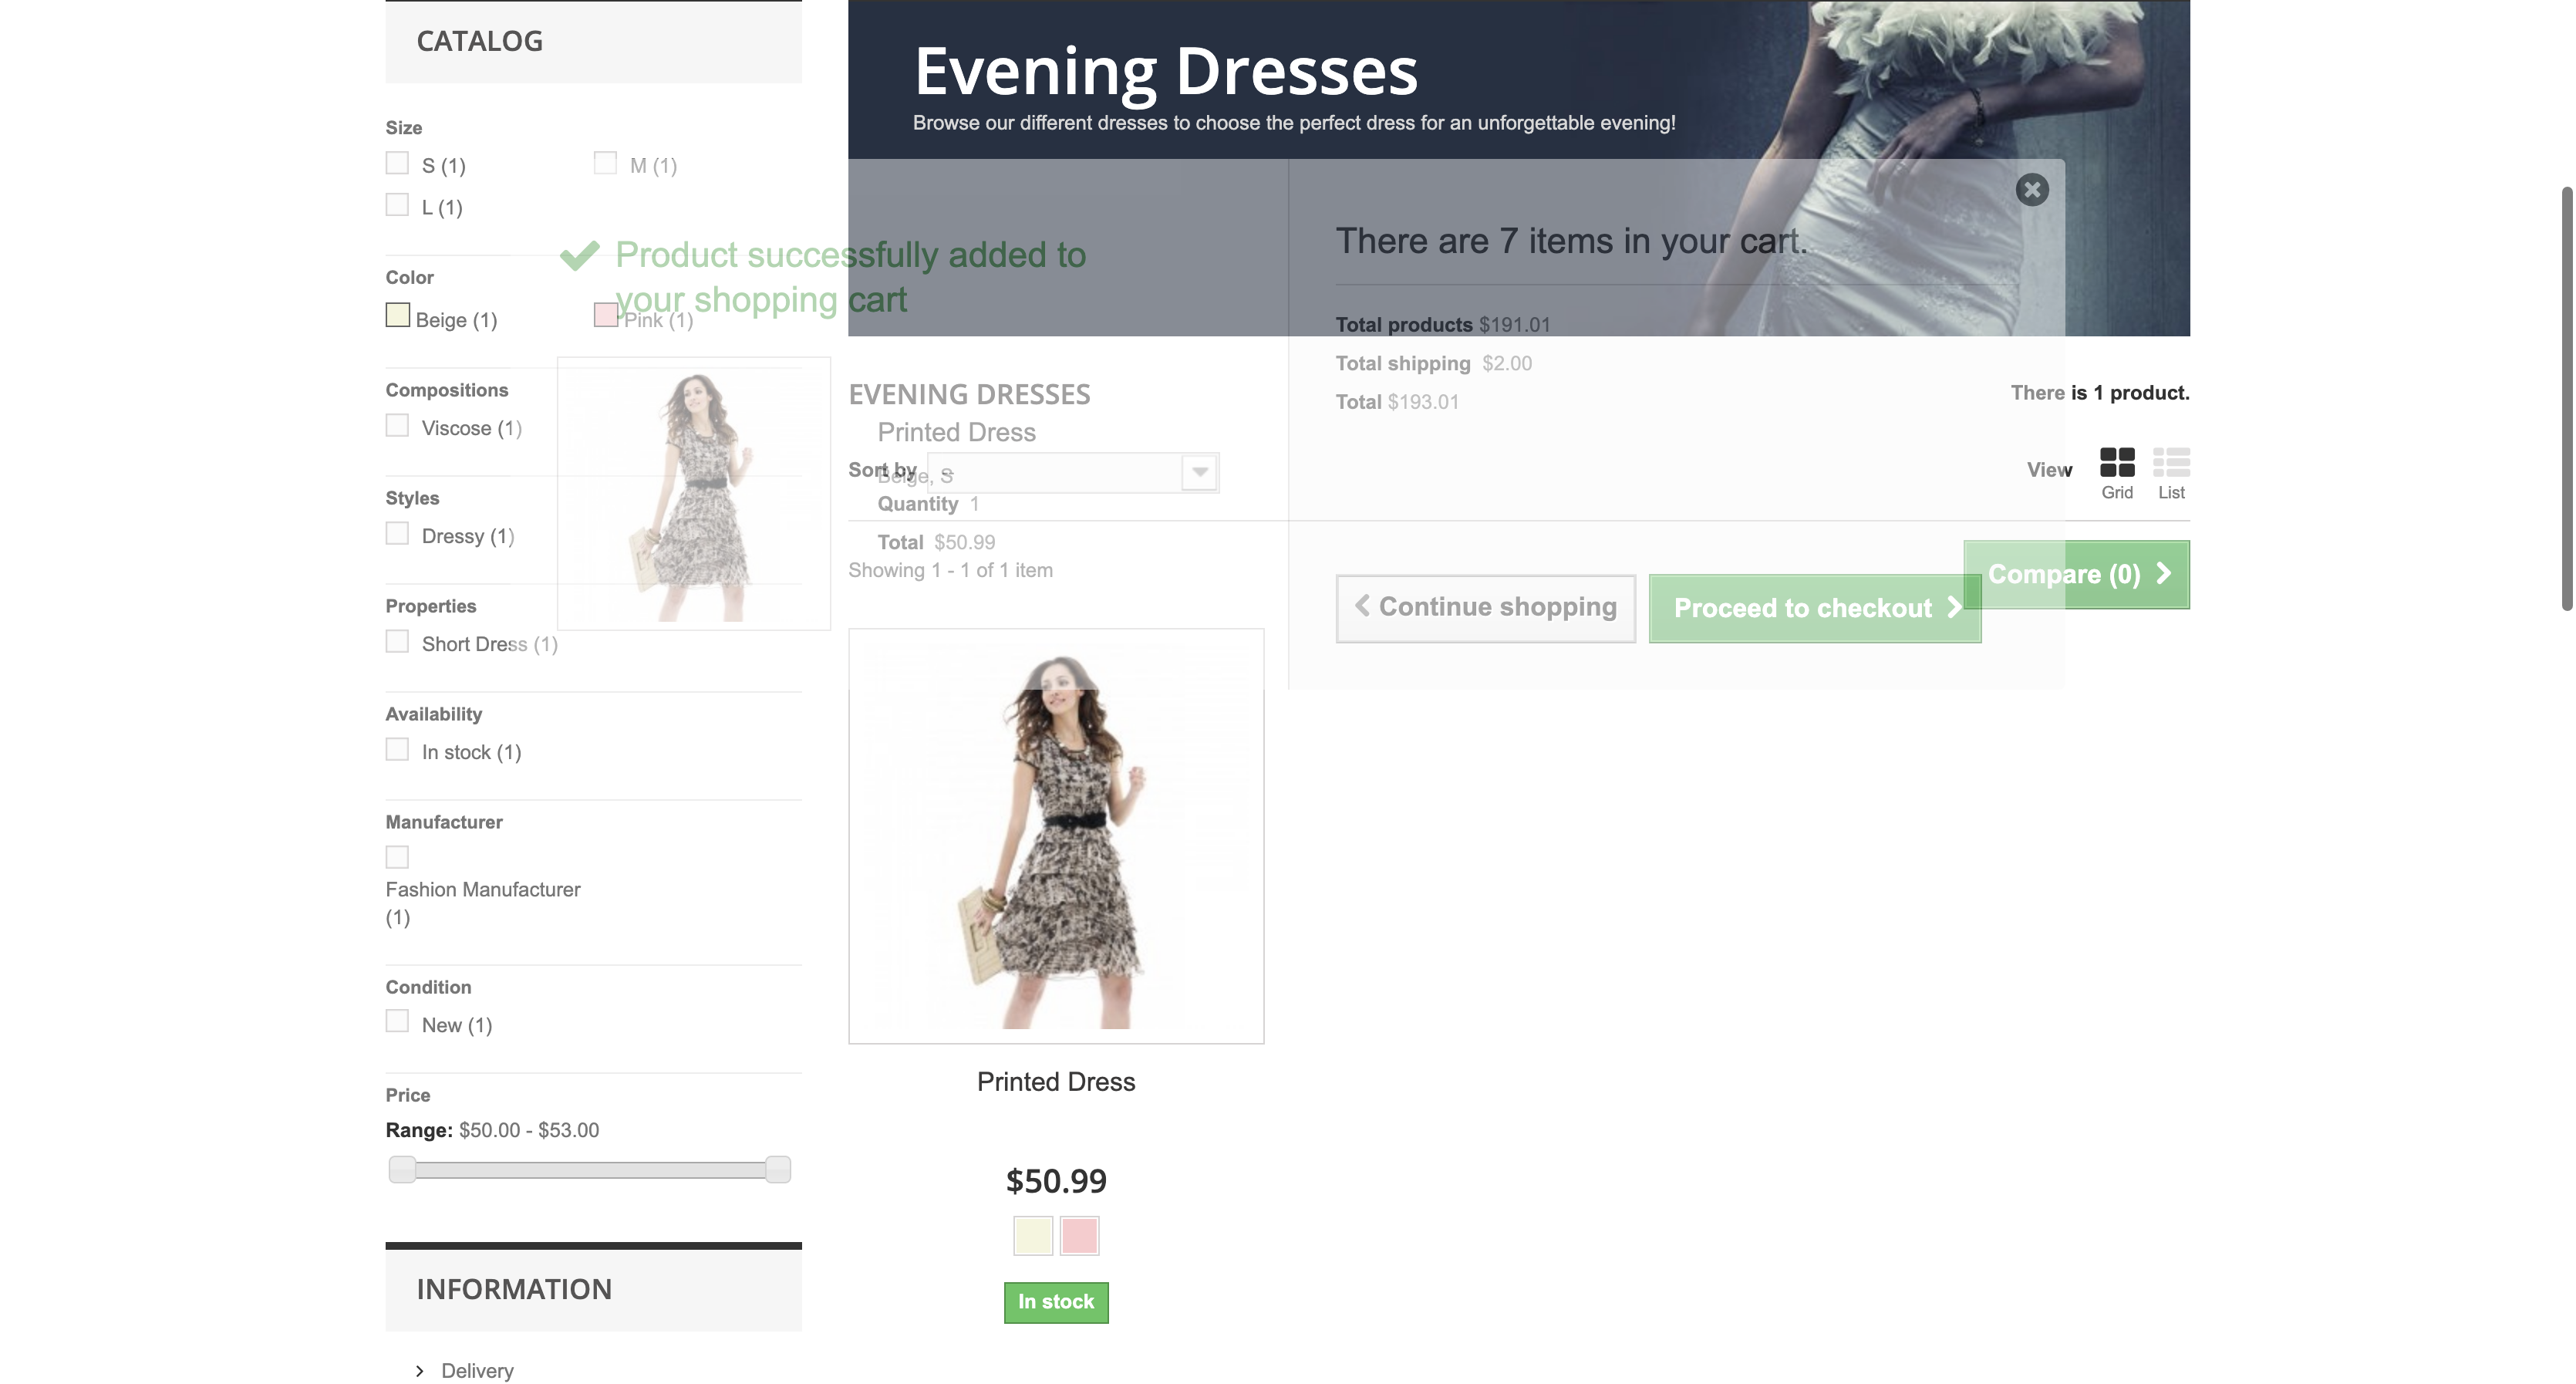 CATALOG
Size
S (1)
M (1)
L (1)
Color
Beige (1)
Pink (1)
Compositions
Viscose (1)
Styles
Dressy (1)
Properties
Short Dress (1)
Availability
In stock (1)
Manufacturer
Fashion Manufacturer
(1)
Condition
New (1)
Price
Range: $50.00 - $53.00
INFORMATION
Delivery
Evening Dresses
Browse our different dresses to choose the perfect dress for an unforgettable evening!
Product successfully added to
your shopping cart
Printed Dress
Beige, S
Quantity 1
Total $50.99
There are 7 items in your cart.
Total products $191.01
Total shipping $2.00
Total $193.01
Continue shopping
Proceed to checkout
EVENING DRESSES
There is 1 product.
Sort by --
View
Grid
List
Showing 1 - 1 of 1 item
Compare (0)
Printed Dress
$50.99
In stock